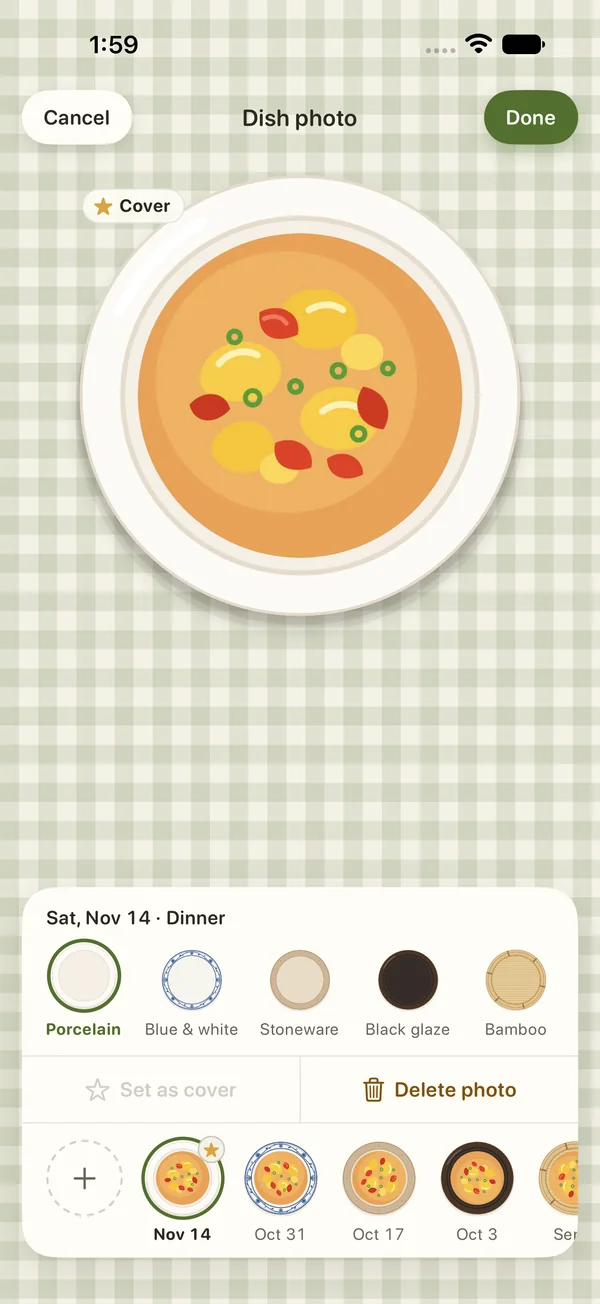 1:59
Cancel
Dish photo
Done
Cover
Sat, Nov 14 · Dinner
Porcelain
Blue & white
Stoneware
Black glaze
Bamboo
Set as cover
Delete photo
Nov 14
Oct 31
Oct 17
Oct 3